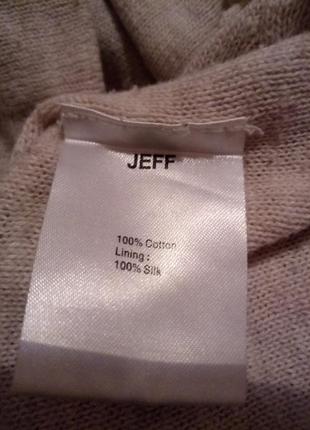 JEFF
100% Cotton
Lining :
100% Silk